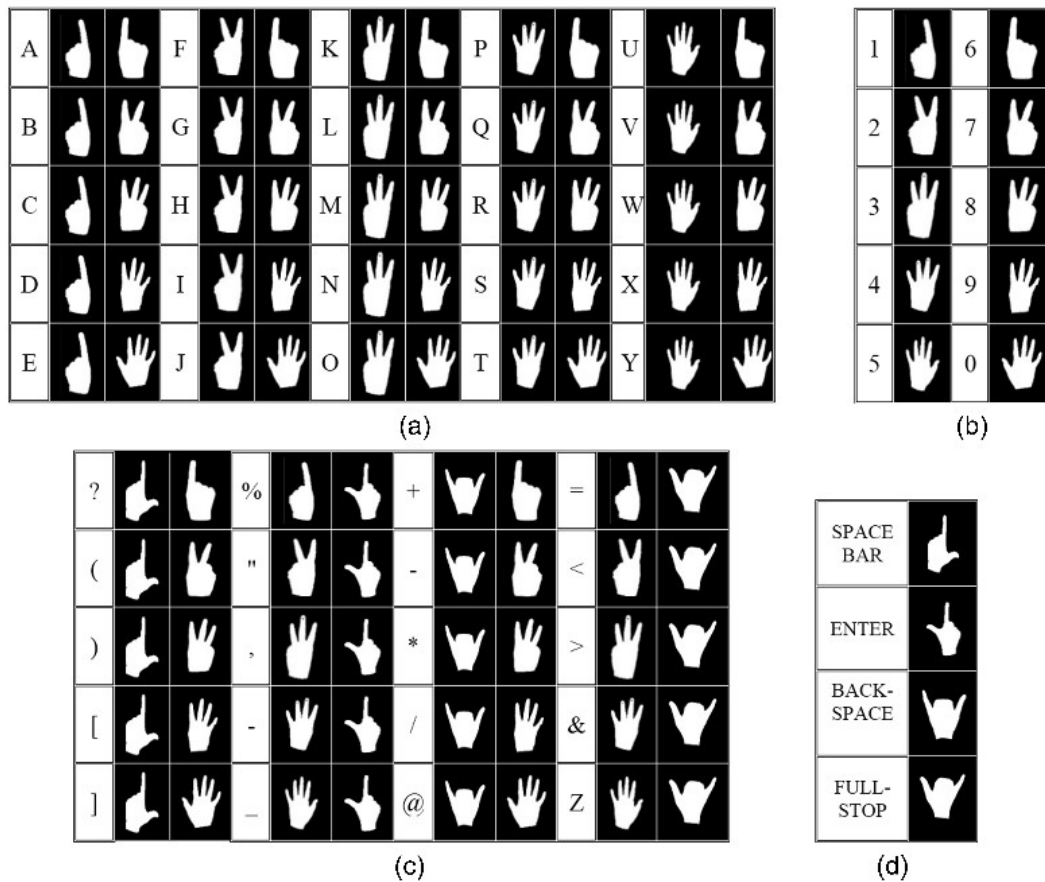 A F K P U
B G L Q V
C H M R W
D I N S X
E J O T Y
(a)
1 6
2 7
3 8
4 9
5 0
(b)
? % + =
( " - <
) , * >
[ - / &
] _ @ Z
(c)
SPACE
BAR
ENTER
BACK-
SPACE
FULL-
STOP
(d)